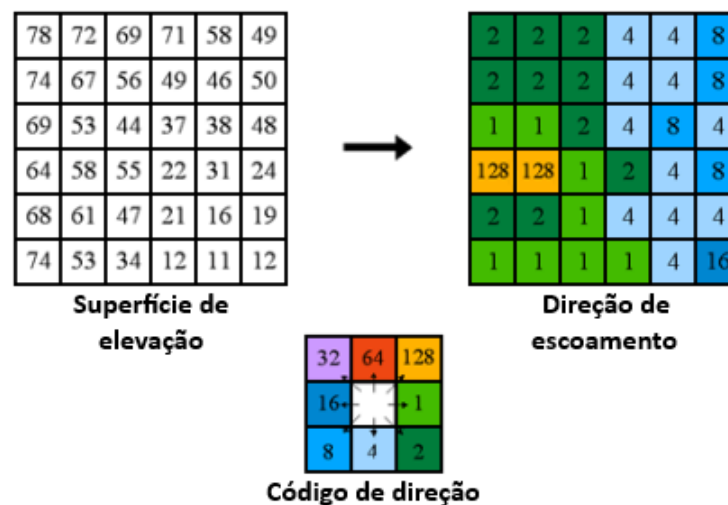 78 72 69 71 58 49 2 2 2 4 4 8
74 67 56 49 46 50 2 2 2 4 4 8
69 53 44 37 38 48 1 1 2 4 8 4
64 58 55 22 31 24 128 128 1 2 4 8
68 61 47 21 16 19 2 2 1 4 4 4
74 53 34 12 11 12 1 1 1 1 4 16
Superfície de Direção de
elevação escoamento
32 64 128
16 1
8 4 2
Código de direção